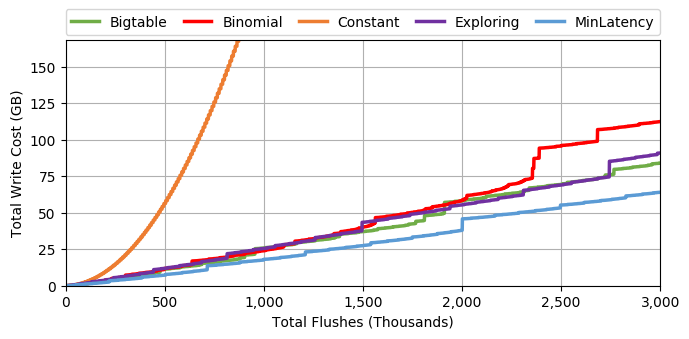 Bigtable Binomial Constant Exploring MinLatency
Total Write Cost (GB)
150
125
100
75
50
25
0
0 500 1,000 1,500 2,000 2,500 3,000
Total Flushes (Thousands)